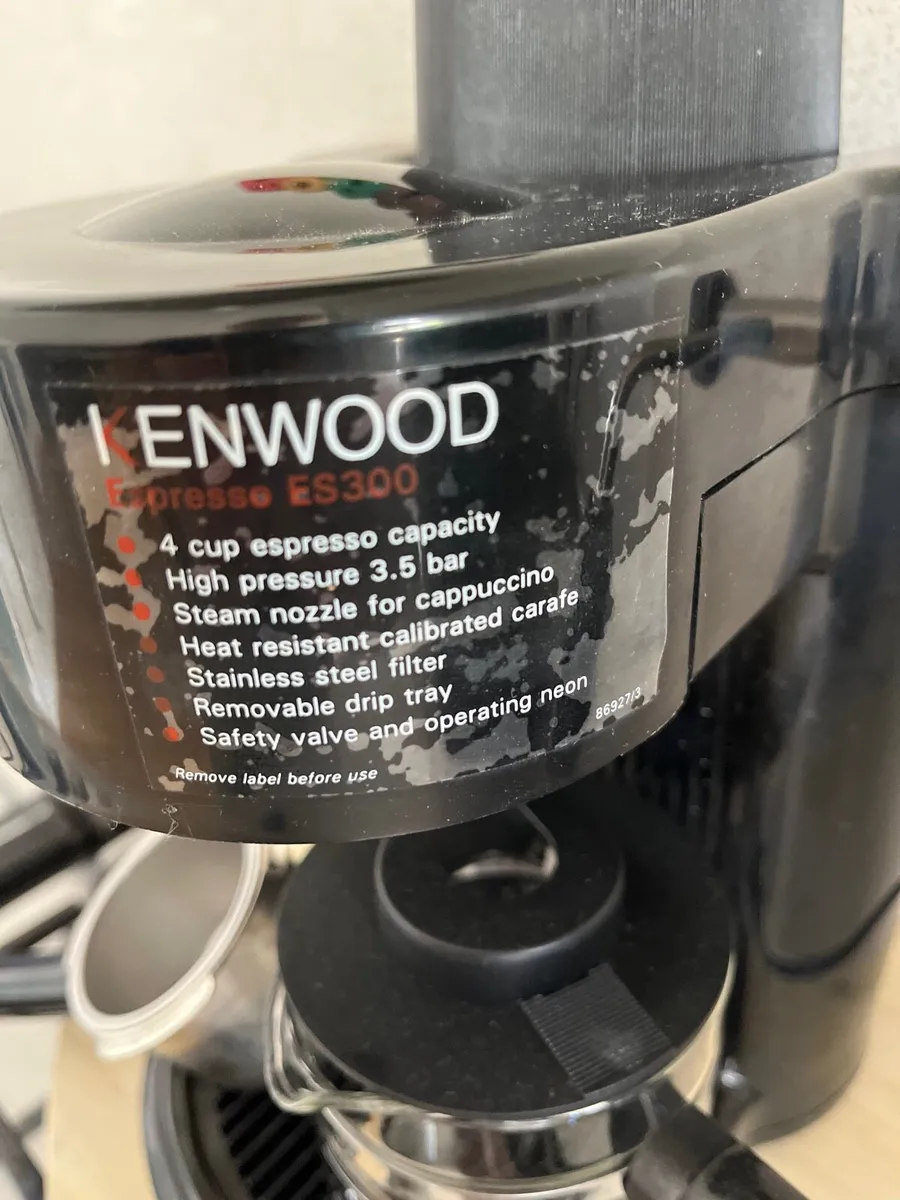 KENWOOD
Espresso ES300
4 cup espresso capacity
High pressure 3.5 bar
Steam nozzle for cappuccino
Heat resistant calibrated carafe
Stainless steel filter
Removable drip tray
Safety valve and operating neon
86927/3
Remove label before use